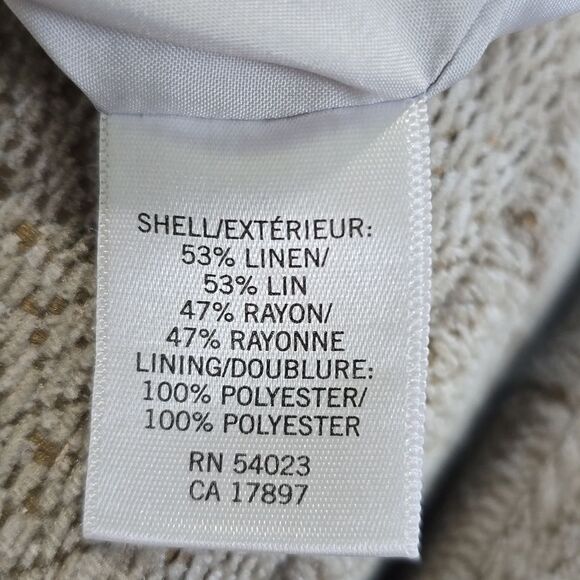 SHELL/EXTÉRIEUR:
53% LINEN/
53% LIN
47% RAYON/
47% RAYONNE
LINING/DOUBLURE:
100% POLYESTER/
100% POLYESTER
RN 54023
CA 17897